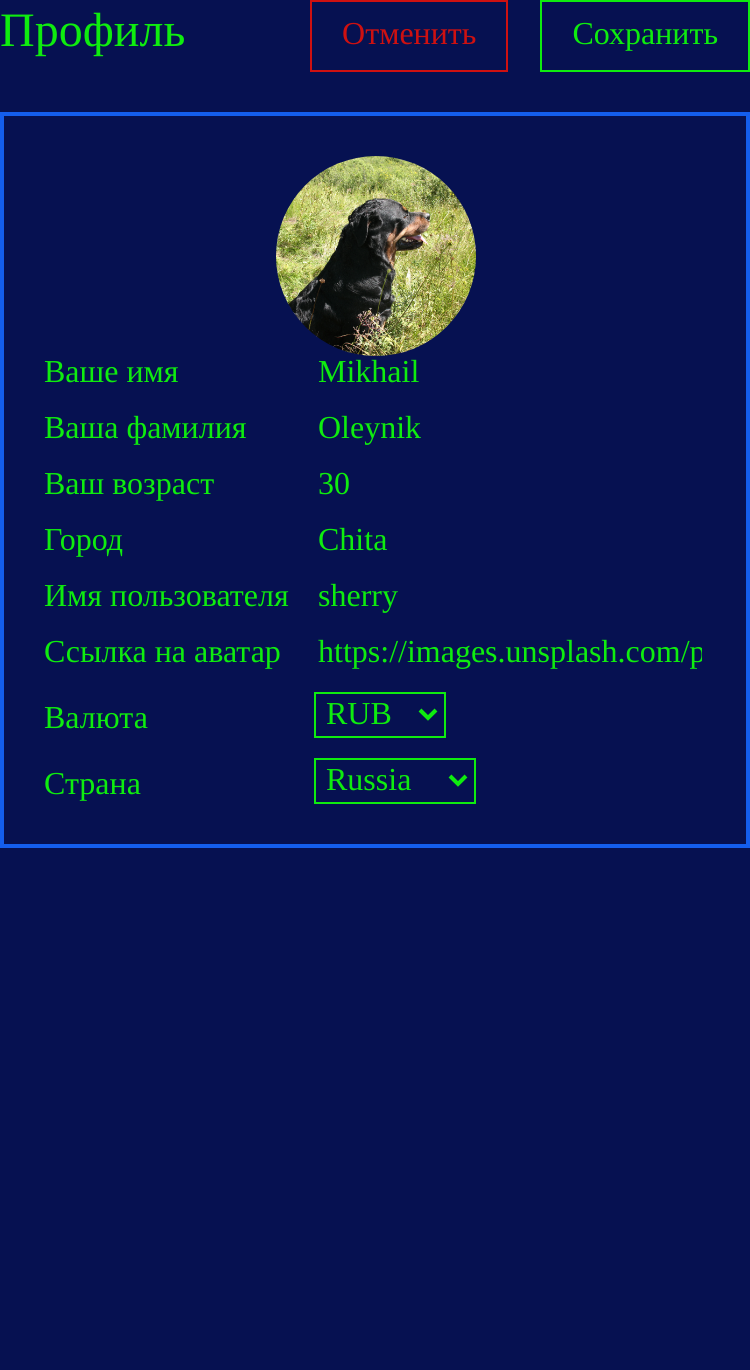 Профиль
Отменить
Сохранить
Ваше имя Mikhail
Ваша фамилия Oleynik
Ваш возраст 30
Город Chita
Имя пользователя sherry
Ссылка на аватар https://images.unsplash.com/p
Валюта RUB
Страна Russia